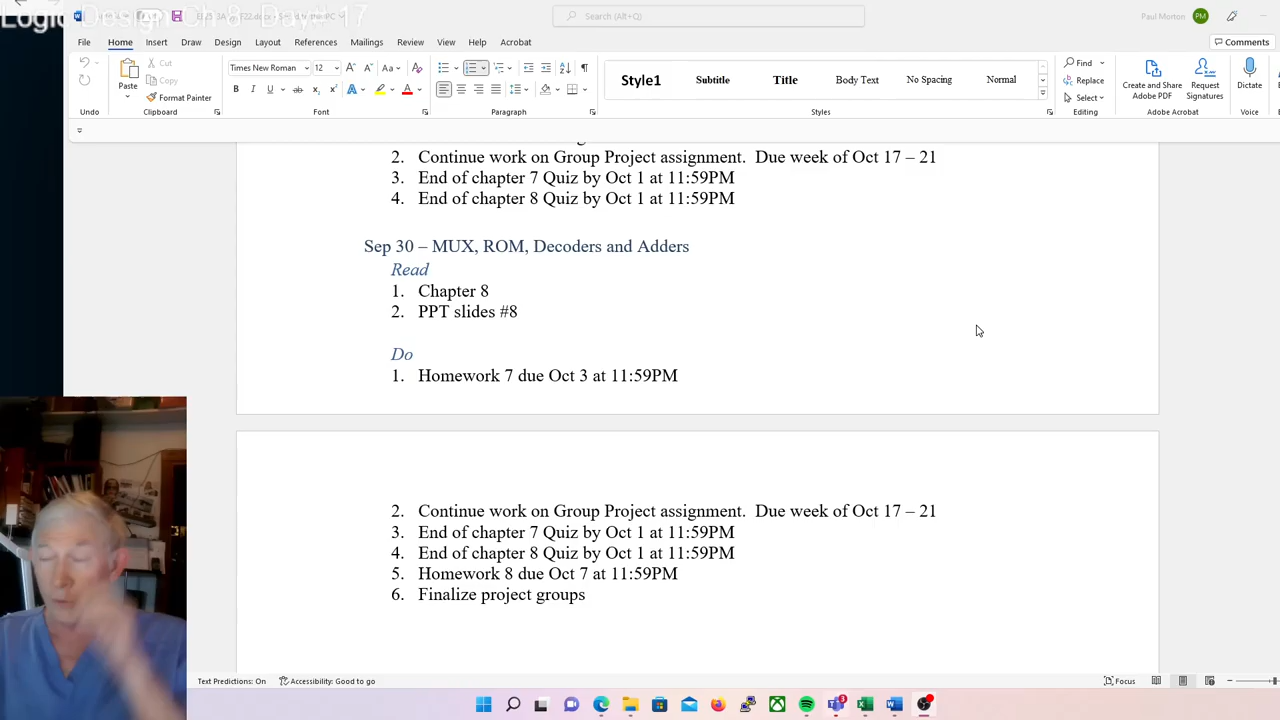 Logic Design Ch 8 Day# 17
Search (Alt+Q)
Paul Morton PM
File Home Insert Draw Design Layout References Mailings Review View Help Acrobat
Comments
Cut
Copy
Paste
Format Painter
Times New Roman 12
Style1 Subtitle Title Body Text No Spacing Normal
Find
Replace
Select
Create and Share Adobe PDF
Request Signatures
Dictate
Undo Clipboard Font Paragraph Styles Editing Adobe Acrobat Voice
2. Continue work on Group Project assignment. Due week of Oct 17 – 21
3. End of chapter 7 Quiz by Oct 1 at 11:59PM
4. End of chapter 8 Quiz by Oct 1 at 11:59PM
Sep 30 – MUX, ROM, Decoders and Adders
Read
1. Chapter 8
2. PPT slides #8
Do
1. Homework 7 due Oct 3 at 11:59PM
2. Continue work on Group Project assignment. Due week of Oct 17 – 21
3. End of chapter 7 Quiz by Oct 1 at 11:59PM
4. End of chapter 8 Quiz by Oct 1 at 11:59PM
5. Homework 8 due Oct 7 at 11:59PM
6. Finalize project groups
Text Predictions: On Accessibility: Good to go
Focus